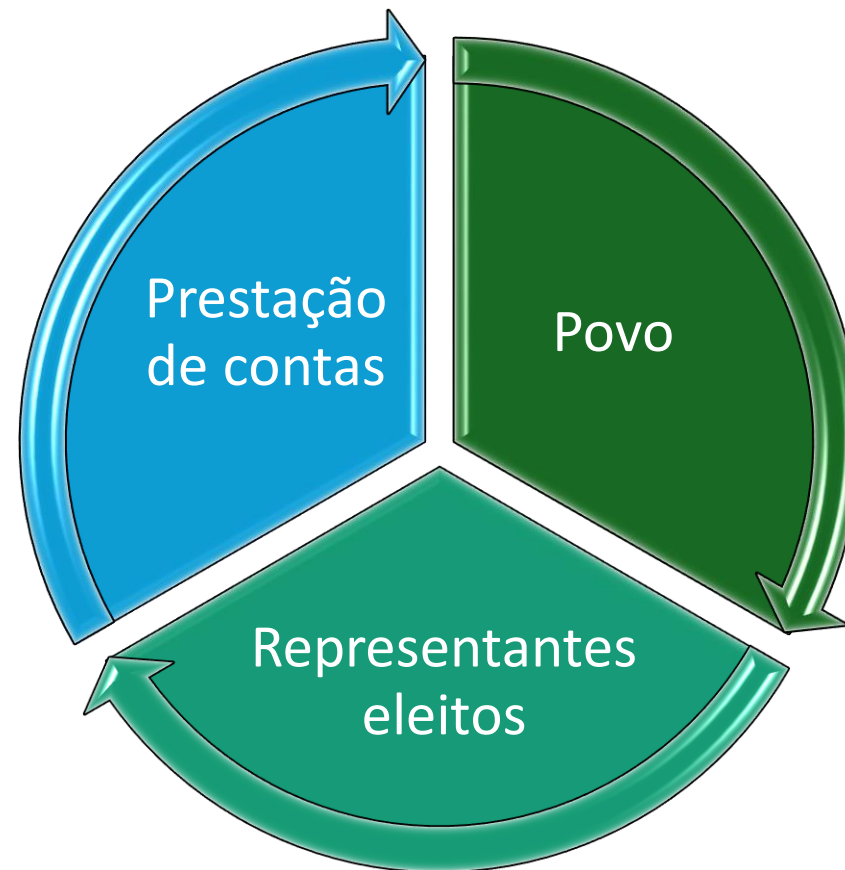 Prestação
de contas
Povo
Representantes
eleitos